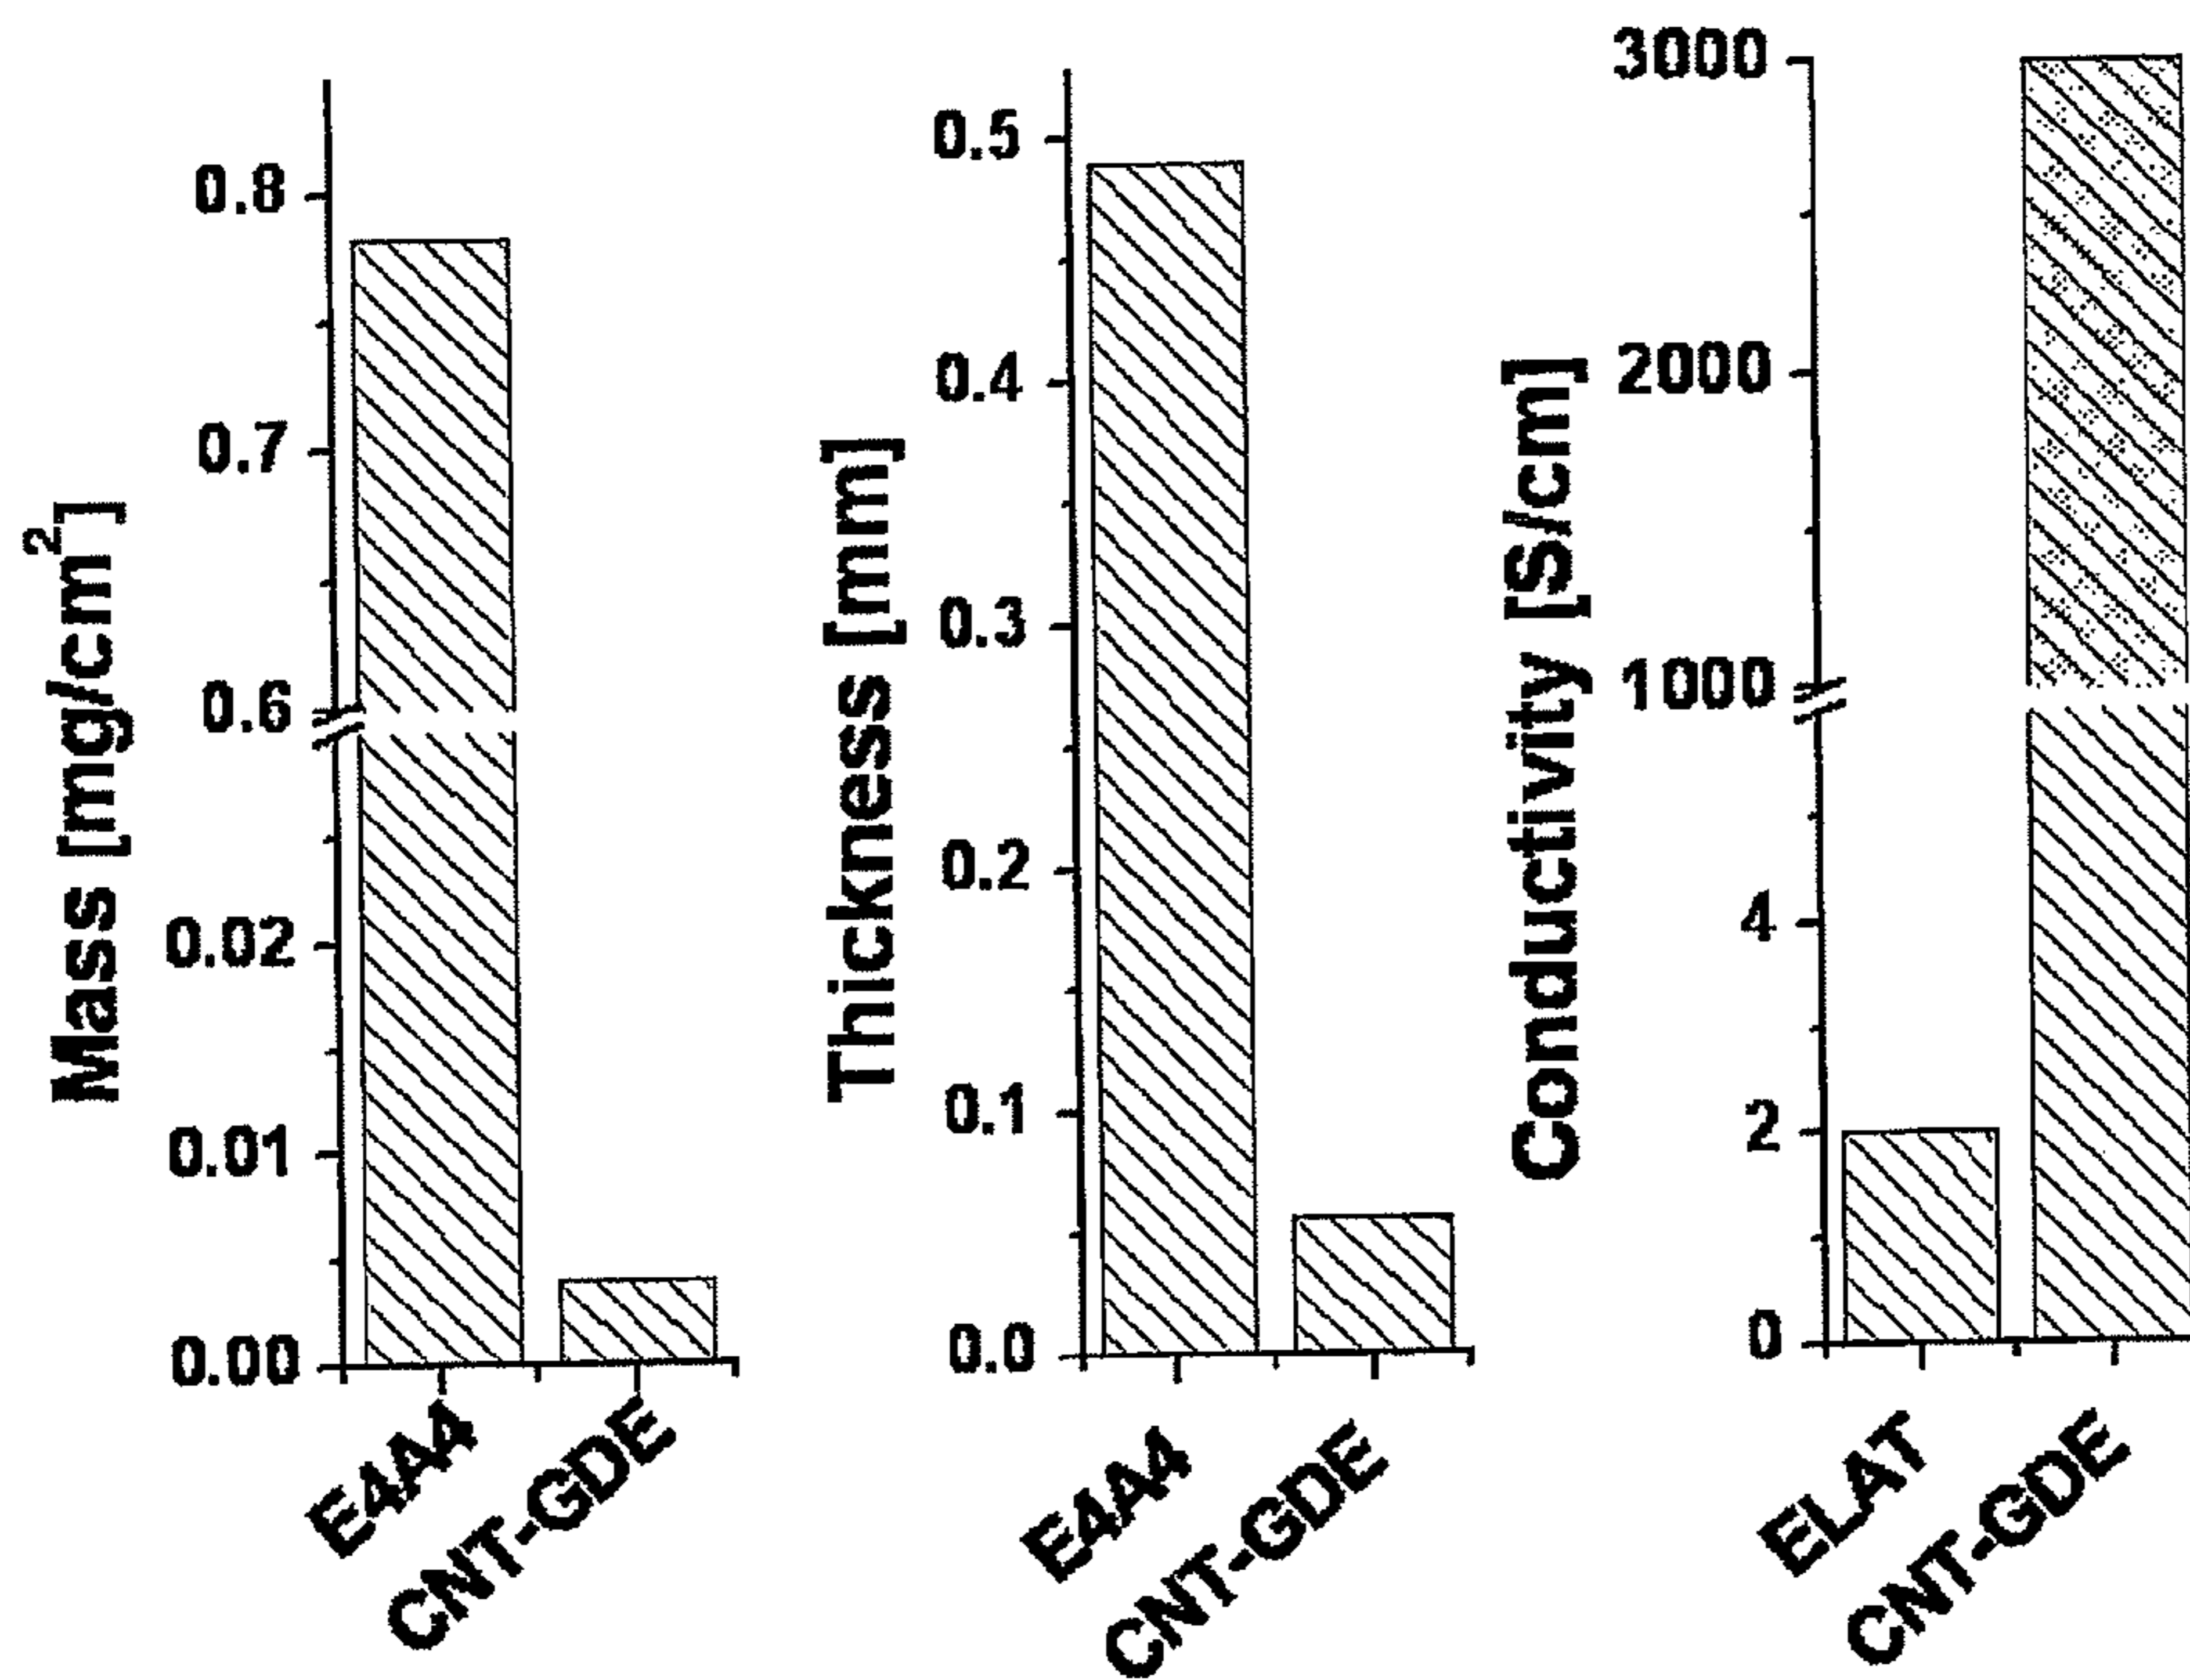 Mass [mg/cm²]
0.8
0.7
0.6
0.02
0.01
0.00
E4A4
CNT-GDE
Thickness [mm]
0.5
0.4
0.3
0.2
0.1
0.0
E4A4
CNT-GDE
Conductivity [S/cm]
3000
2000
1000
4
2
0
ELAT
CNT-GDE